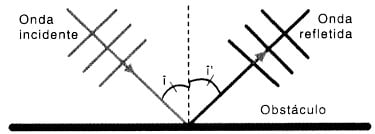 Onda
incidente
Onda
refletida
î
î'
Obstáculo